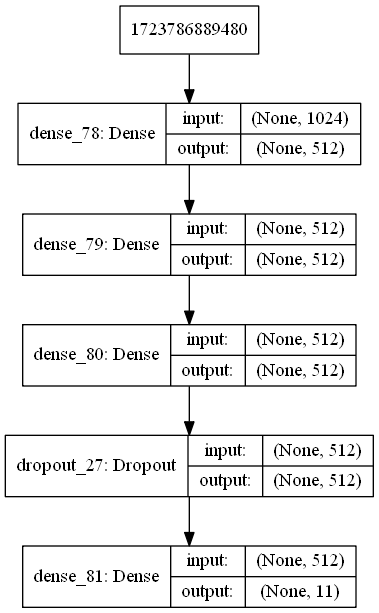 1723786889480
dense_78: Dense
input:
(None, 1024)
output:
(None, 512)
dense_79: Dense
input:
(None, 512)
output:
(None, 512)
dense_80: Dense
input:
(None, 512)
output:
(None, 512)
dropout_27: Dropout
input:
(None, 512)
output:
(None, 512)
dense_81: Dense
input:
(None, 512)
output:
(None, 11)